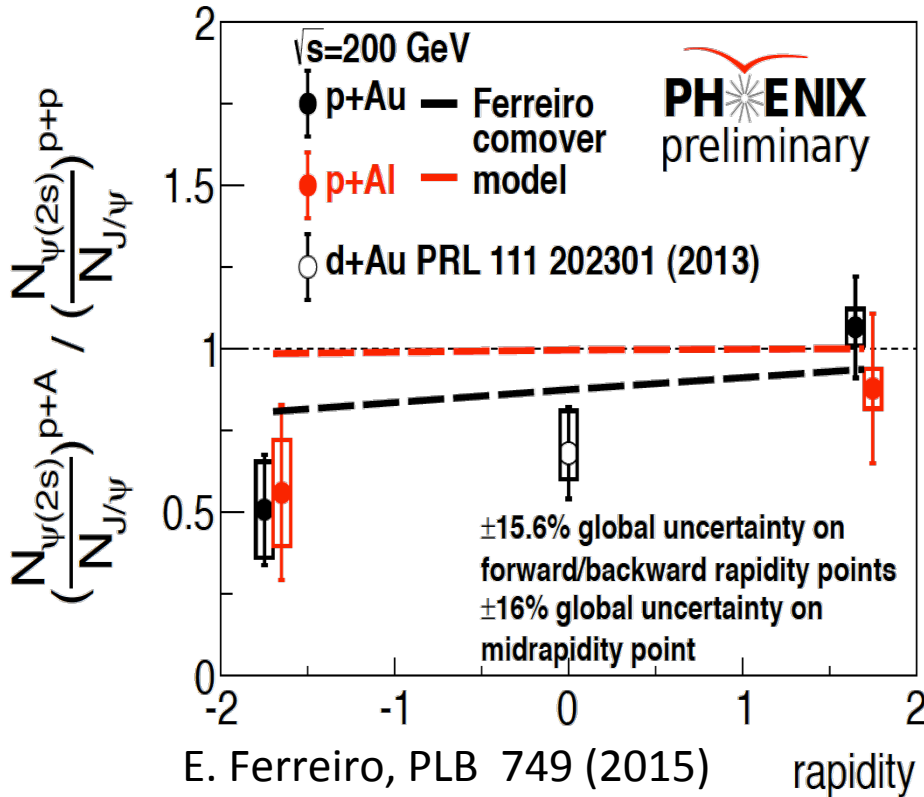 √s=200 GeV
p+Au
Ferreiro
comover
model
p+Al
d+Au PRL 111 202301 (2013)
PHENIX
preliminary
(Nψ(2s)/NJ/ψ)p+A / (Nψ(2s)/NJ/ψ)p+p
2
1.5
1
0.5
0
±15.6% global uncertainty on
forward/backward rapidity points
±16% global uncertainty on
midrapidity point
-2 -1 0 1 2
E. Ferreiro, PLB 749 (2015)
rapidity